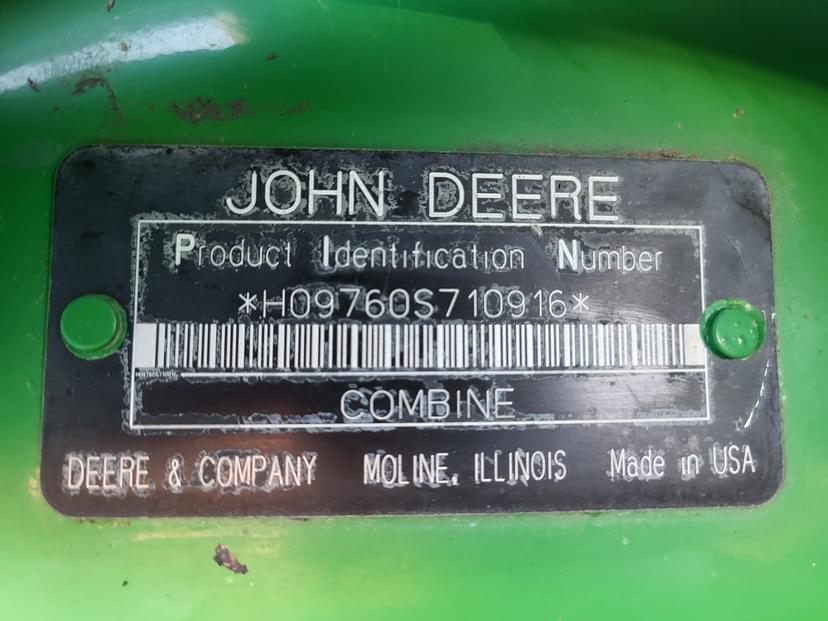 JOHN DEERE
Product Identification Number
*H09760S710916*
COMBINE
DEERE & COMPANY MOLINE, ILLINOIS Made in USA